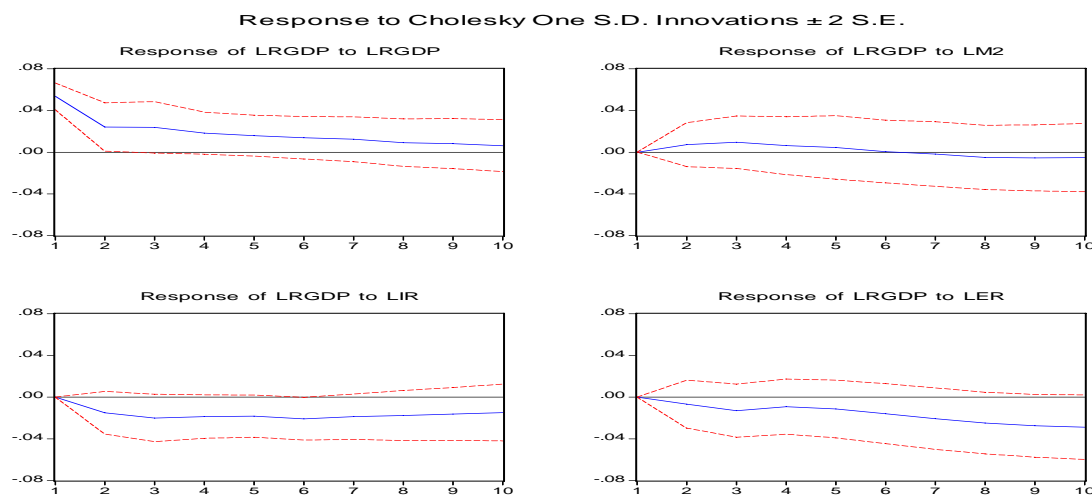 Response to Cholesky One S.D. Innovations ± 2 S.E.
Response of LRGDP to LRGDP
.08
.04
.00
-.04
-.08
1 2 3 4 5 6 7 8 9 10
Response of LRGDP to LM2
.08
.04
.00
-.04
-.08
1 2 3 4 5 6 7 8 9 10
Response of LRGDP to LIR
.08
.04
.00
-.04
-.08
1 2 3 4 5 6 7 8 9 10
Response of LRGDP to LER
.08
.04
.00
-.04
-.08
1 2 3 4 5 6 7 8 9 10